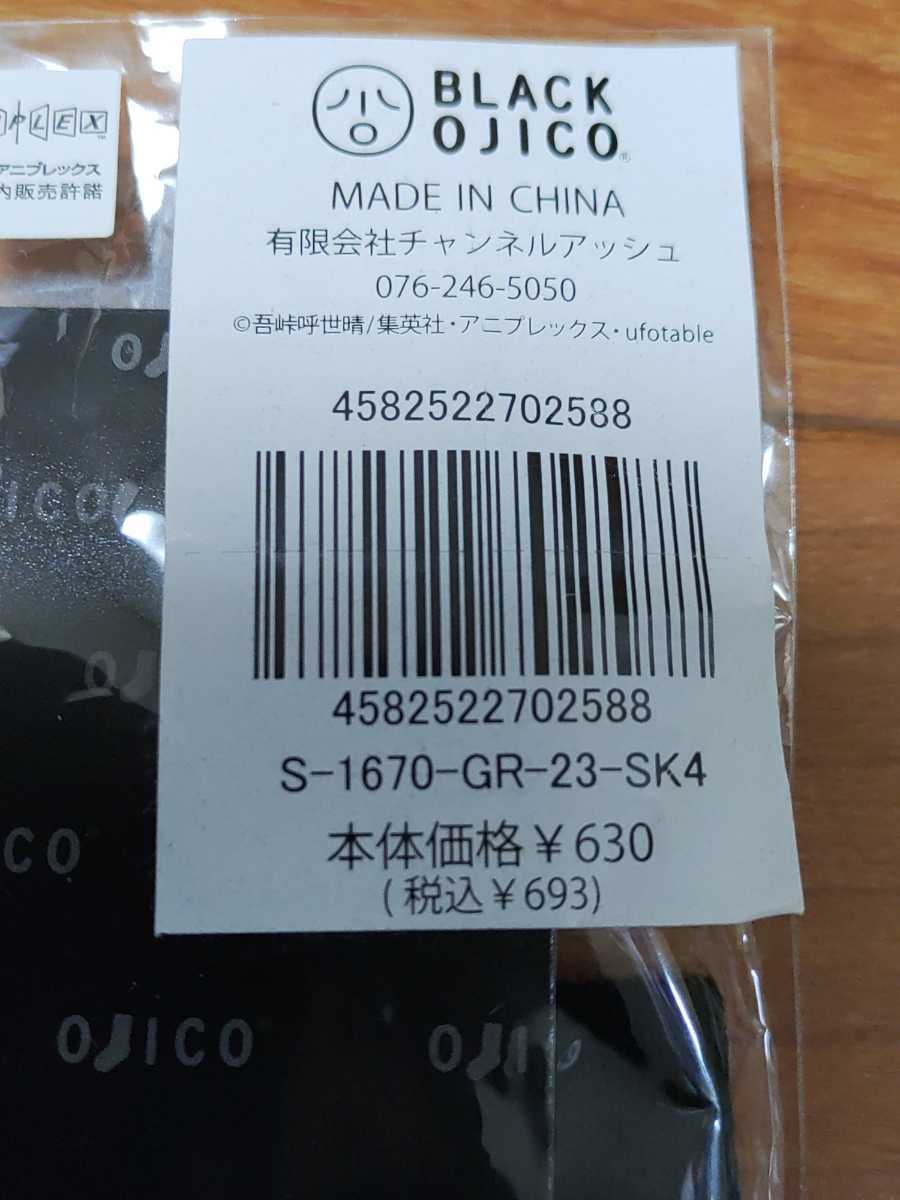 BLACK
OJICO®
MADE IN CHINA
有限会社チャンネルアッシュ
076-246-5050
©吾峠呼世晴/集英社・アニプレックス・ufotable
4582522702588
4582522702588
S-1670-GR-23-SK4
本体価格¥630
(税込¥693)
PLEX™
アニプレックス
内販売許諾
OJICO